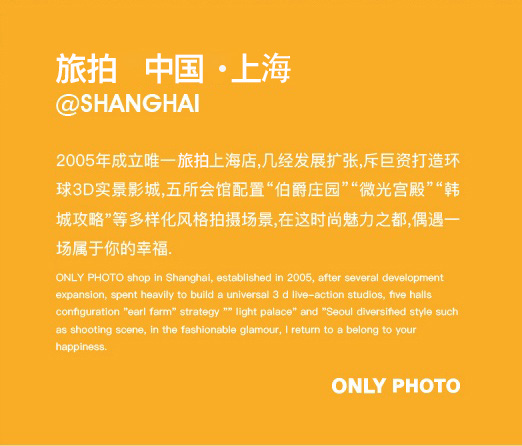 旅拍 中国·上海
@SHANGHAI
2005年成立唯一旅拍上海店,几经发展扩张,斥巨资打造环
球3D实景影城,五所会馆配置“伯爵庄园”“微光宫殿”“韩
城攻略”等多样化风格拍摄场景,在这时尚魅力之都,偶遇一
场属于你的幸福.
ONLY PHOTO shop in Shanghai, established in 2005, after several development
expansion, spent heavily to build a universal 3 d live-action studios, five halls
configuration "earl farm" strategy "" light palace" and "Seoul diversified style such
as shooting scene, in the fashionable glamour, I return to a belong to your
happiness.
ONLY PHOTO